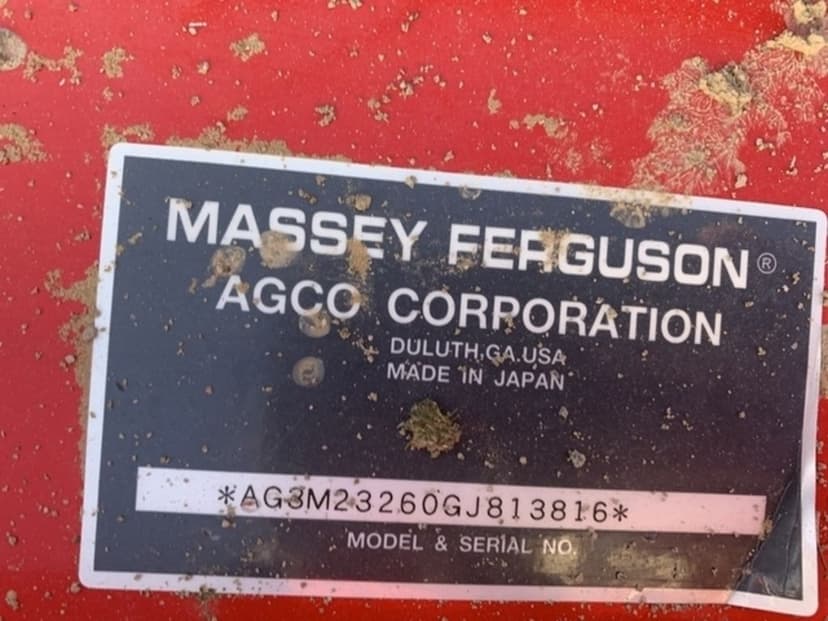 MASSEY FERGUSON®
AGCO CORPORATION
DULUTH,GA.USA
MADE IN JAPAN
*AG3M23260GJ813816*
MODEL & SERIAL NO.